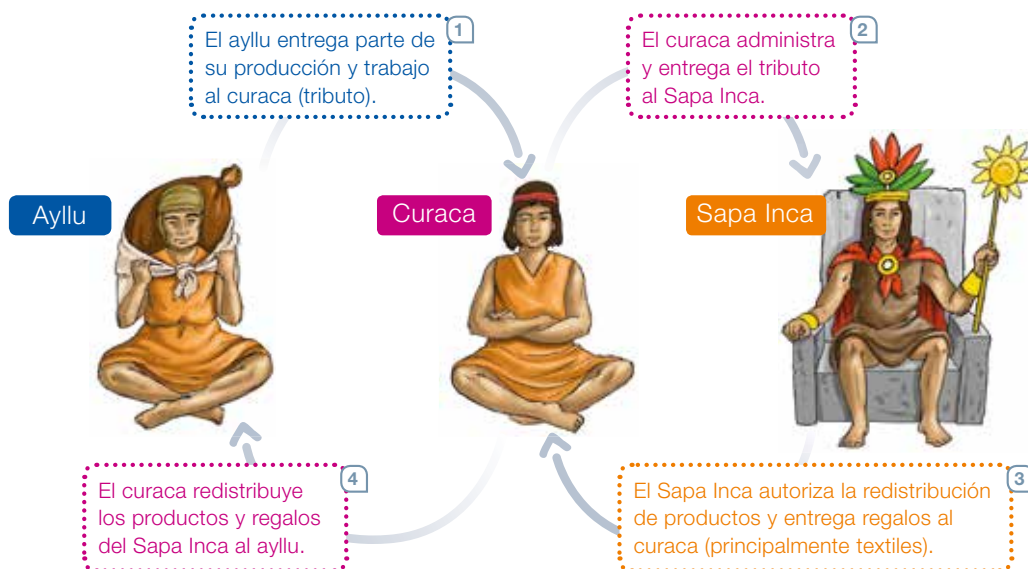 1
El ayllu entrega parte de
su producción y trabajo
al curaca (tributo).
2
El curaca administra
y entrega el tributo
al Sapa Inca.
Ayllu
Curaca
Sapa Inca
4
El curaca redistribuye
los productos y regalos
del Sapa Inca al ayllu.
3
El Sapa Inca autoriza la redistribución
de productos y entrega regalos al
curaca (principalmente textiles).